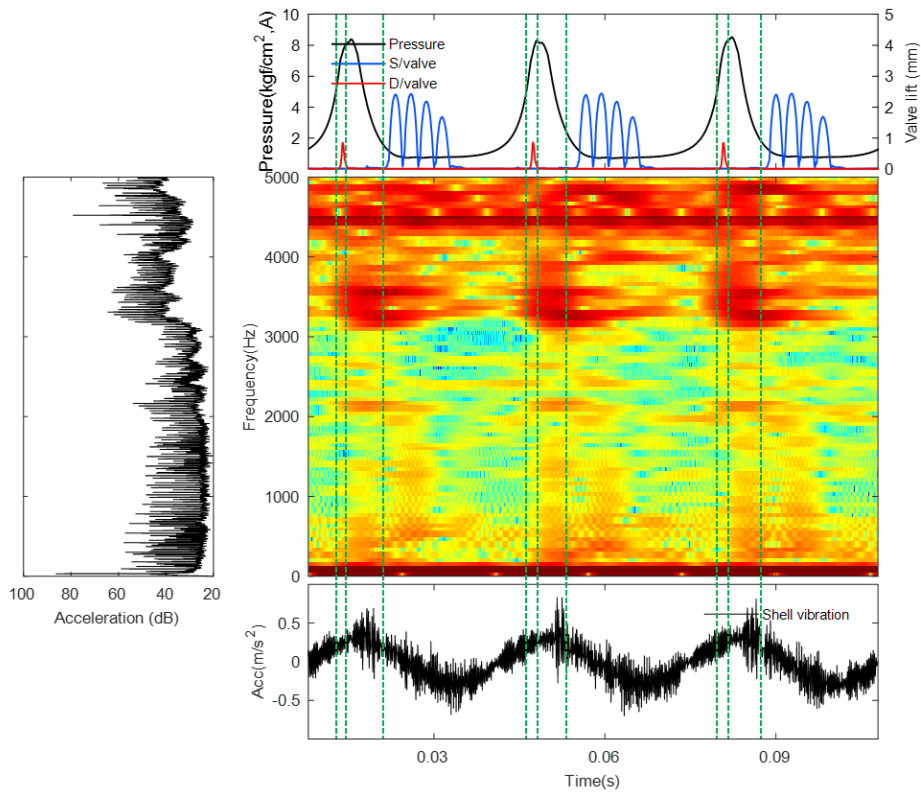 10
8
6
4
2
Pressure(kgf/cm²,A)
Pressure
S/valve
D/valve
5
4
3
2
1
0
Valve lift (mm)
5000
4000
3000
2000
1000
0
Frequency(Hz)
100 80 60 40 20
Acceleration (dB)
0.5
0
-0.5
Acc(m/s²)
Shell vibration
0.03 0.06 0.09
Time(s)